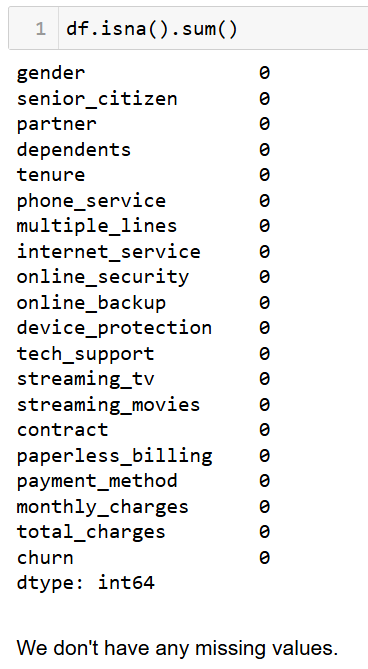 1 df.isna().sum()
gender 0
senior_citizen 0
partner 0
dependents 0
tenure 0
phone_service 0
multiple_lines 0
internet_service 0
online_security 0
online_backup 0
device_protection 0
tech_support 0
streaming_tv 0
streaming_movies 0
contract 0
paperless_billing 0
payment_method 0
monthly_charges 0
total_charges 0
churn 0
dtype: int64
We don't have any missing values.